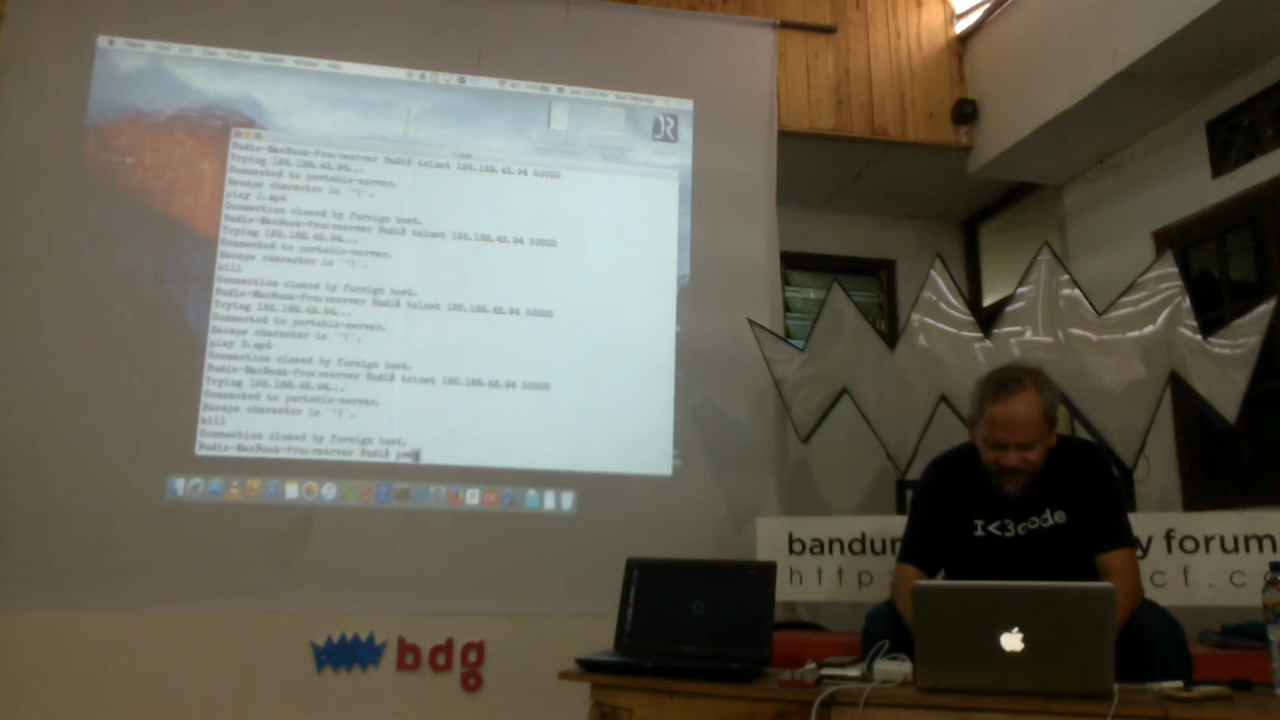 Budis-MacBook-Pro:server Budi$ telnet 192.168.42.94 50000
Trying 192.168.42.94...
Connected to portable-server.
Escape character is '^]'.
play 2.mp4
Connection closed by foreign host.
Budis-MacBook-Pro:server Budi$ telnet 192.168.42.94 50000
Trying 192.168.42.94...
Connected to portable-server.
Escape character is '^]'.
kill
Connection closed by foreign host.
Budis-MacBook-Pro:server Budi$ telnet 192.168.42.94 50000
Trying 192.168.42.94...
Connected to portable-server.
Escape character is '^]'.
play 5.mp4
Connection closed by foreign host.
Budis-MacBook-Pro:server Budi$ telnet 192.168.42.94 50000
Trying 192.168.42.94...
Connected to portable-server.
Escape character is '^]'.
kill
Connection closed by foreign host.
Budis-MacBook-Pro:server Budi$
I<3code
forum
http
bdg